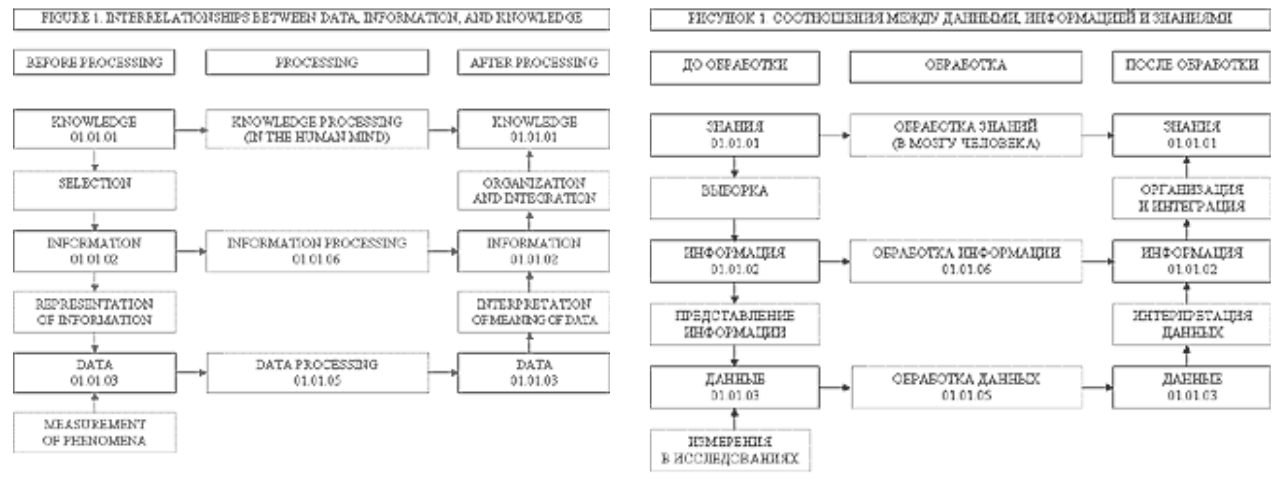 FIGURE 1. INTERRELATIONSHIPS BETWEEN DATA, INFORMATION, AND KNOWLEDGE
BEFORE PROCESSING
PROCESSING
AFTER PROCESSING
KNOWLEDGE
01.01.01
KNOWLEDGE PROCESSING
(IN THE HUMAN MIND)
KNOWLEDGE
01.01.01
SELECTION
ORGANIZATION
AND INTEGRATION
INFORMATION
01.01.02
INFORMATION PROCESSING
01.01.06
INFORMATION
01.01.02
REPRESENTATION
OF INFORMATION
INTERPRETATION
OF MEANING OF DATA
DATA
01.01.03
DATA PROCESSING
01.01.05
DATA
01.01.03
MEASUREMENT
OF PHENOMENA
РИСУНОК 1. СООТНОШЕНИЯ МЕЖДУ ДАННЫМИ, ИНФОРМАЦИЕЙ И ЗНАНИЯМИ
ДО ОБРАБОТКИ
ОБРАБОТКА
ПОСЛЕ ОБРАБОТКИ
ЗНАНИЯ
01.01.01
ОБРАБОТКА ЗНАНИЙ
(В МОЗГУ ЧЕЛОВЕКА)
ЗНАНИЯ
01.01.01
ВЫБОРКА
ОРГАНИЗАЦИЯ
И ИНТЕГРАЦИЯ
ИНФОРМАЦИЯ
01.01.02
ОБРАБОТКА ИНФОРМАЦИИ
01.01.06
ИНФОРМАЦИЯ
01.01.02
ПРЕДСТАВЛЕНИЕ
ИНФОРМАЦИИ
ИНТЕРПРЕТАЦИЯ
ДАННЫХ
ДАННЫЕ
01.01.03
ОБРАБОТКА ДАННЫХ
01.01.05
ДАННЫЕ
01.01.03
ИЗМЕРЕНИЯ
В ИССЛЕДОВАНИЯХ